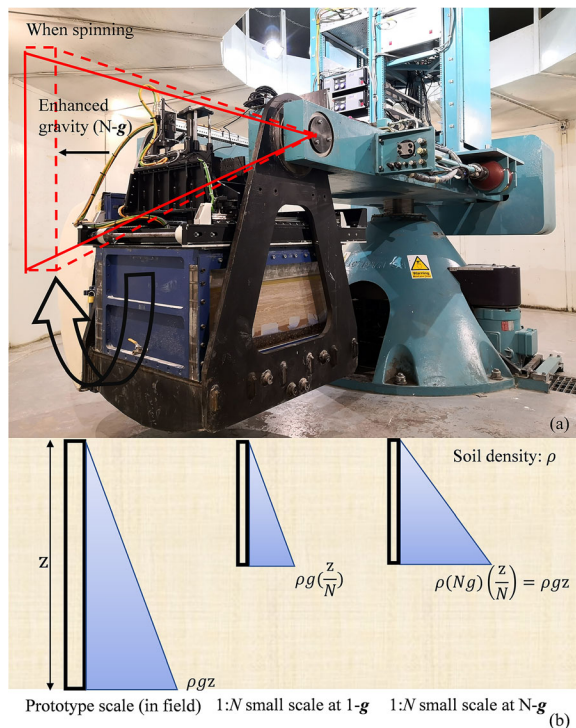 When spinning
Enhanced
gravity (N-g)
Warning
(a)
Soil density: ρ
z
ρg(z/N)
ρ(Ng)(z/N) = ρgz
ρgz
Prototype scale (in field) 1:N small scale at 1-g 1:N small scale at N-g
(b)